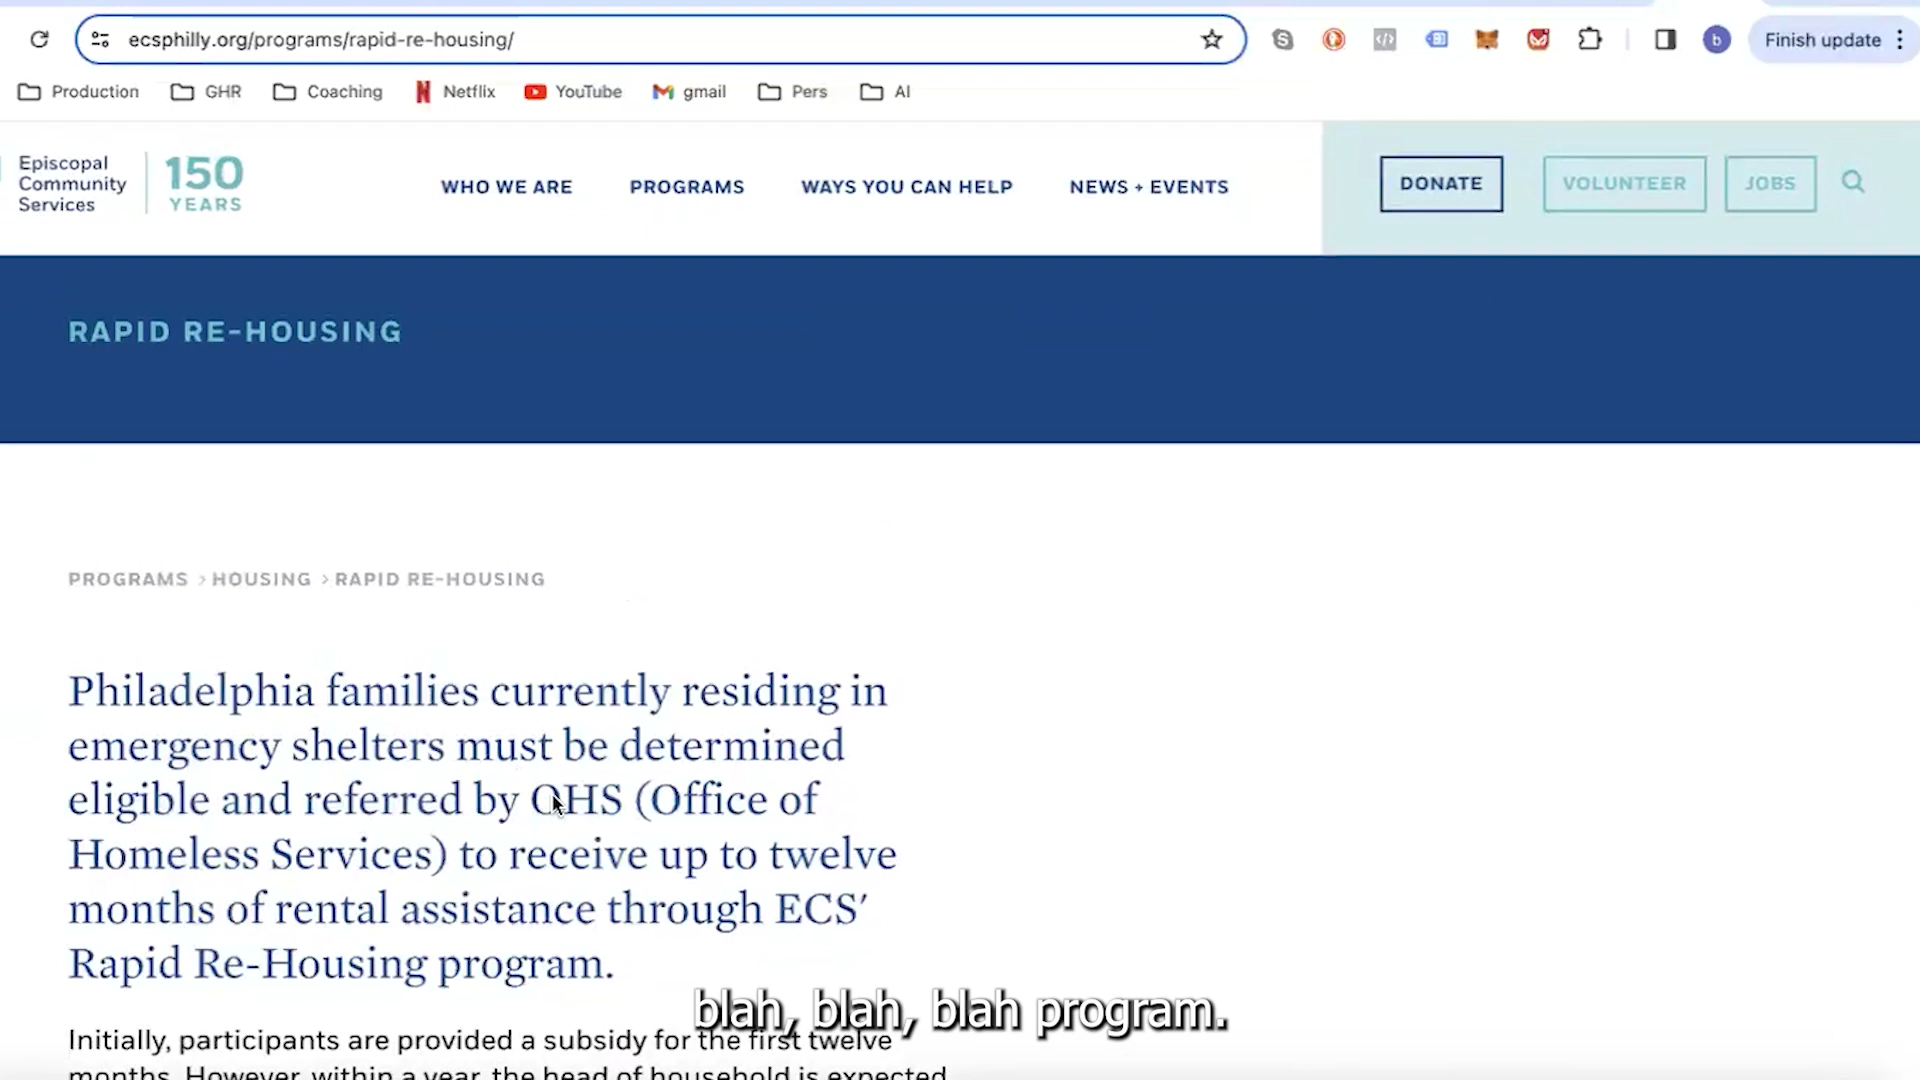 ecsphilly.org/programs/rapid-re-housing/
b
Finish update
Production
GHR
Coaching
Netflix
YouTube
gmail
Pers
AI
Episcopal
Community
Services
150
YEARS
WHO WE ARE
PROGRAMS
WAYS YOU CAN HELP
NEWS + EVENTS
DONATE
VOLUNTEER
JOBS
RAPID RE-HOUSING
PROGRAMS > HOUSING > RAPID RE-HOUSING
Philadelphia families currently residing in
emergency shelters must be determined
eligible and referred by OHS (Office of
Homeless Services) to receive up to twelve
months of rental assistance through ECS’
Rapid Re-Housing program.
blah, blah, blah program.
Initially, participants are provided a subsidy for the first twelve
months. However, within a year, the head of household is expected